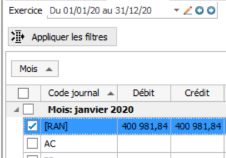 Exercice Du 01/01/20 au 31/12/20
Appliquer les filtres
Mois
Code journal Débit Crédit
Mois: janvier 2020
[RAN] 400 981,84 400 981,84
AC